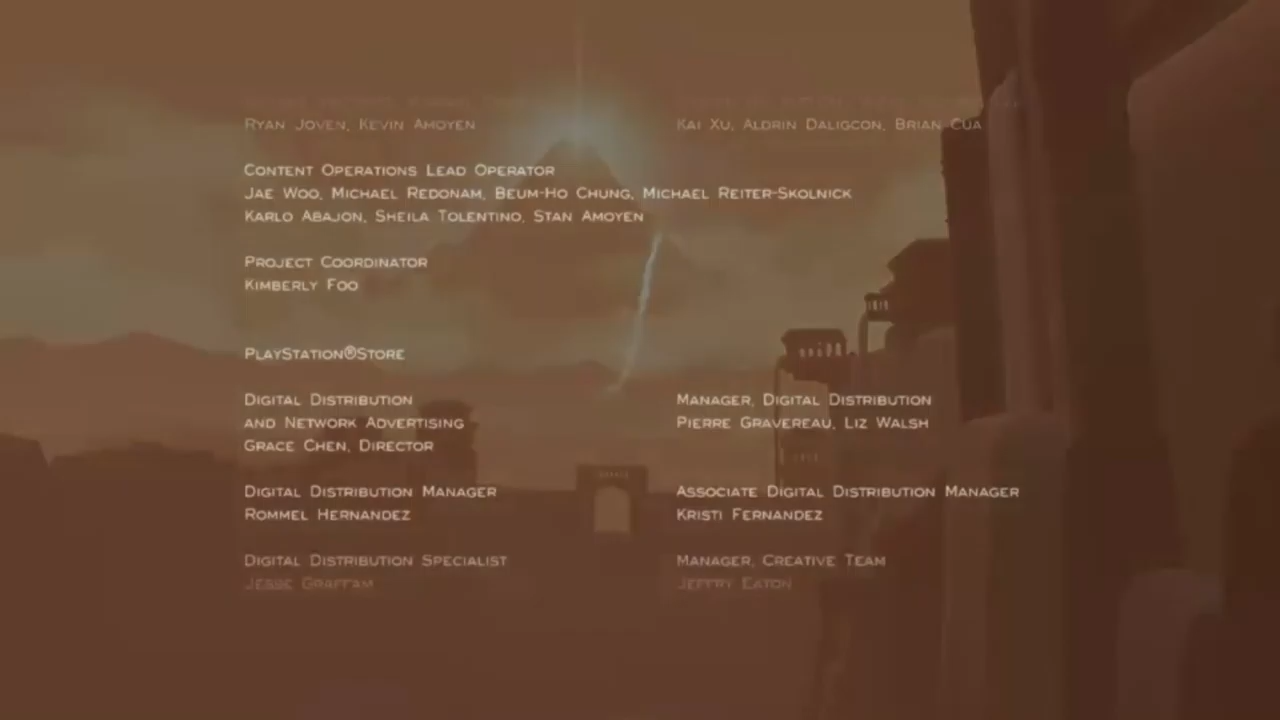 Ryan Joven, Kevin Amoyen
Kai Xu, Aldrin Daligcon, Brian Cua
Content Operations Lead Operator
Jae Woo, Michael Redonam, Beum-Ho Chung, Michael Reiter-Skolnick
Karlo Abajon, Sheila Tolentino, Stan Amoyen
Project Coordinator
Kimberly Foo
PlayStation®Store
Digital Distribution
and Network Advertising
Grace Chen, Director
Manager, Digital Distribution
Pierre Gravereau, Liz Walsh
Digital Distribution Manager
Rommel Hernandez
Associate Digital Distribution Manager
Kristi Fernandez
Digital Distribution Specialist
Jesse Graffam
Manager, Creative Team
Jeffry Eaton